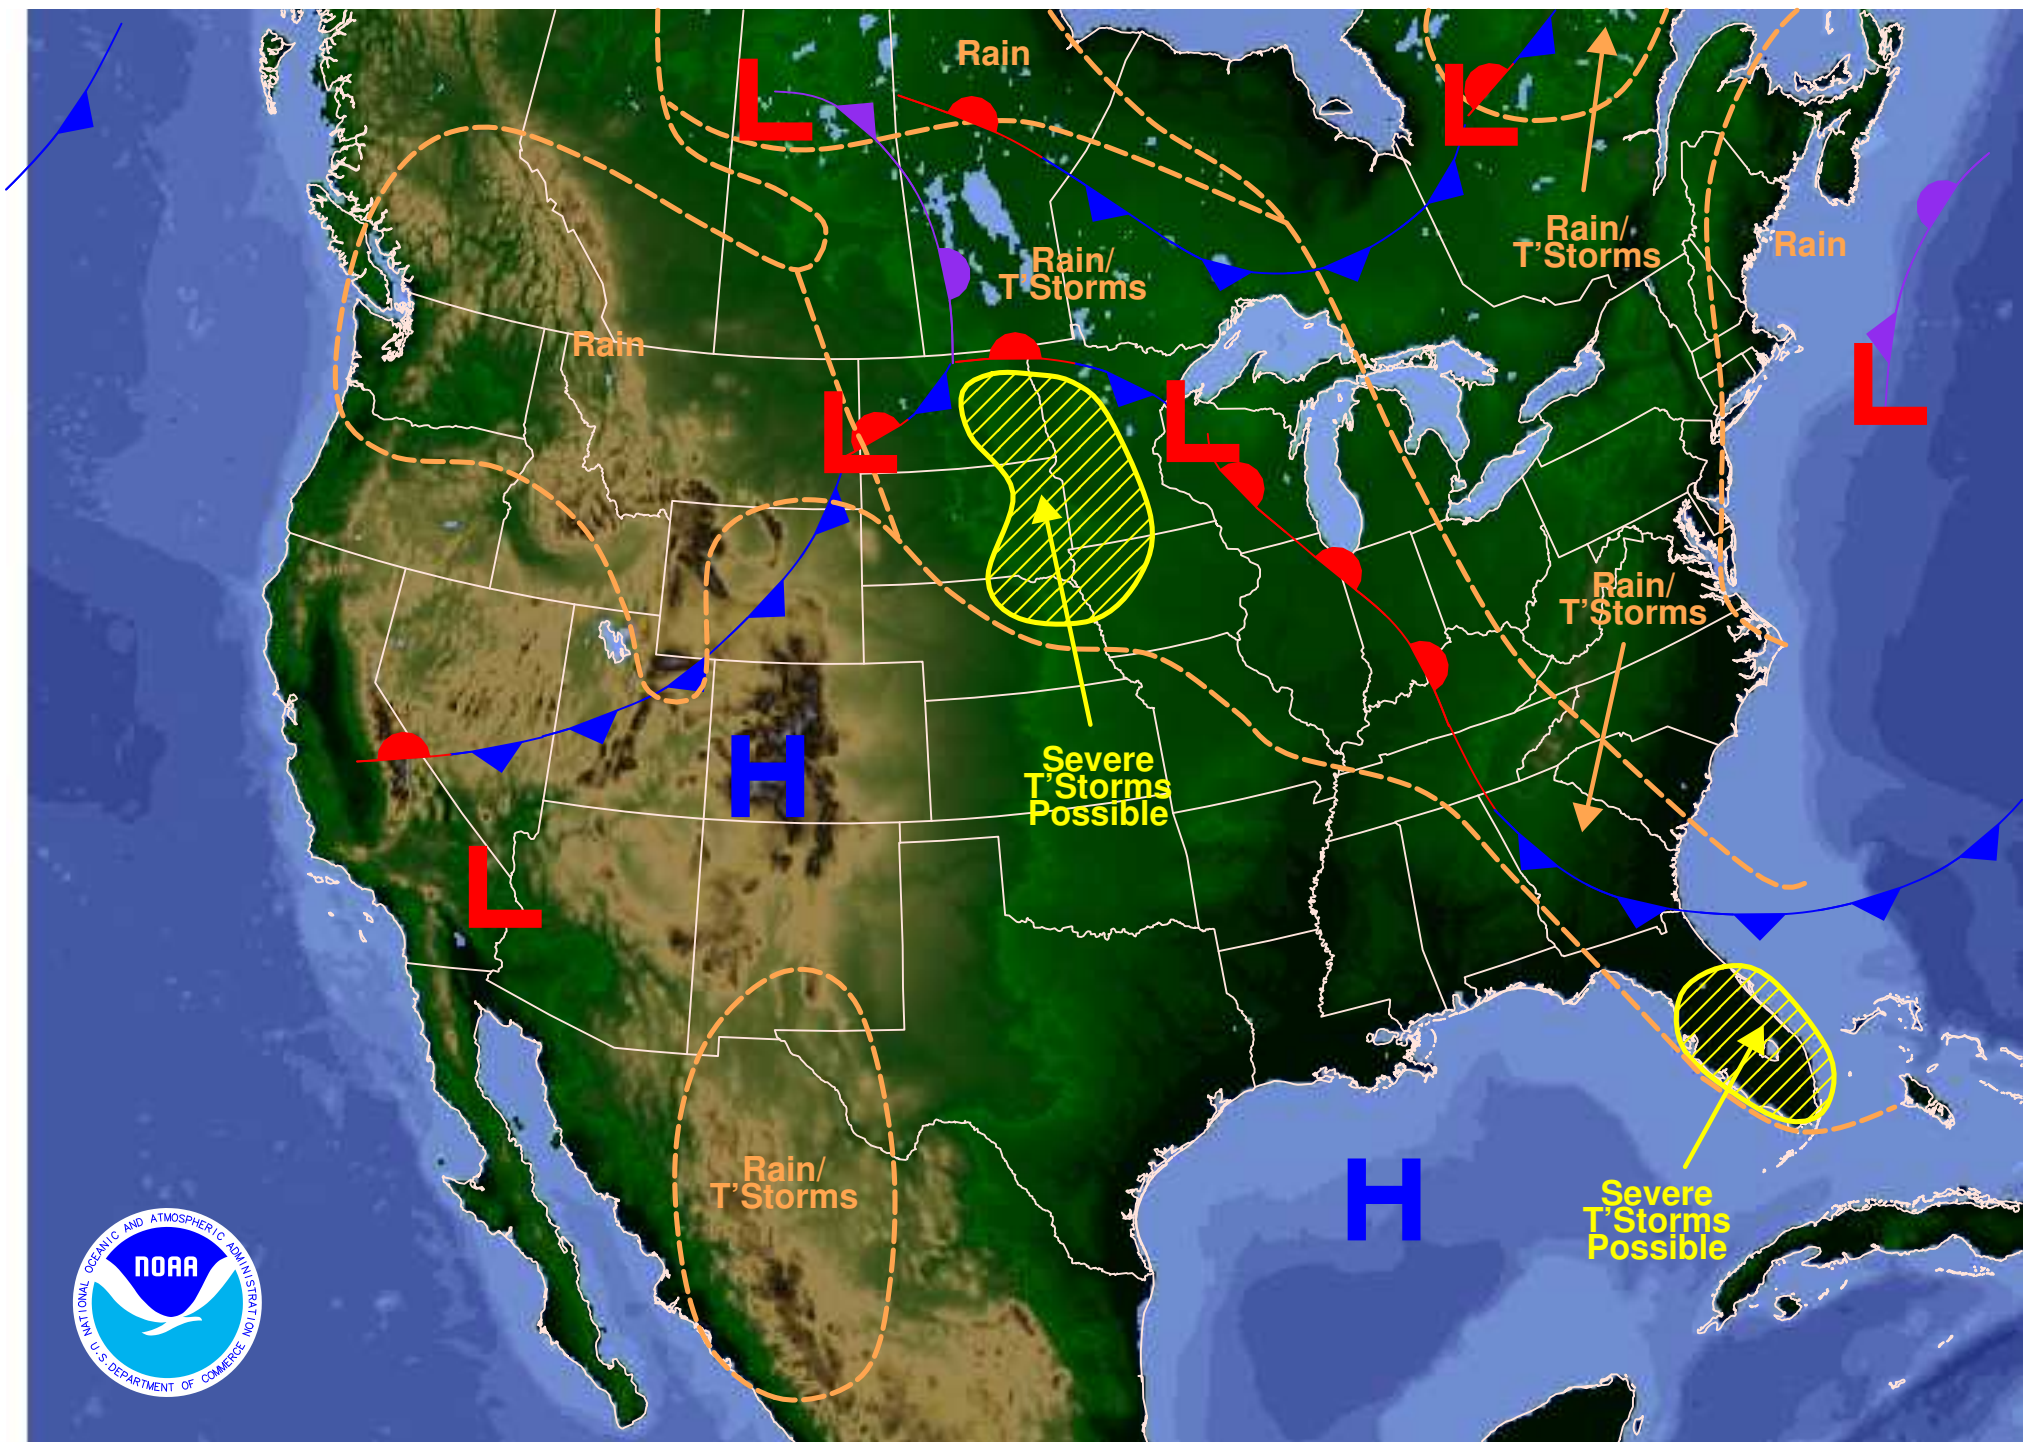 Rain
L
L
Rain/
T'Storms
Rain
Rain/
T'Storms
Rain
L
L
L
Rain/
T'Storms
H
Severe
T'Storms
Possible
L
Rain/
T'Storms
H
Severe
T'Storms
Possible
NATIONAL OCEANIC AND ATMOSPHERIC ADMINISTRATION
NOAA
U.S. DEPARTMENT OF COMMERCE